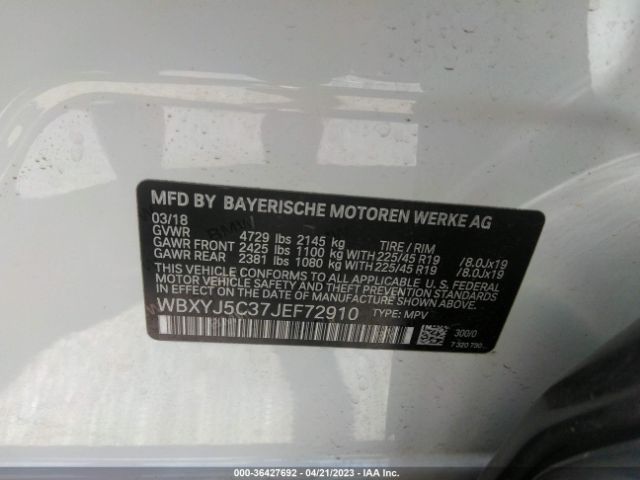 MFD BY BAYERISCHE MOTOREN WERKE AG
03/18
GVWR 4729 lbs 2145 kg TIRE / RIM
GAWR FRONT 2425 lbs 1100 kg WITH 225/45 R19 /8.0Jx19
GAWR REAR 2381 lbs 1080 kg WITH 225/45 R19 /8.0Jx19
THIS VEHICLE CONFORMS TO ALL APPLICABLE U.S. FEDERAL
MOTOR VEHICLE SAFETY, BUMPER, AND THEFT PREVENTION
STANDARDS IN EFFECT ON THE DATE OF MANUFACTURE SHOWN ABOVE.
WBXYJ5C37JEF72910 TYPE: MPV
300/0
000-36427692 / 04/21/2023 / IAA Inc.